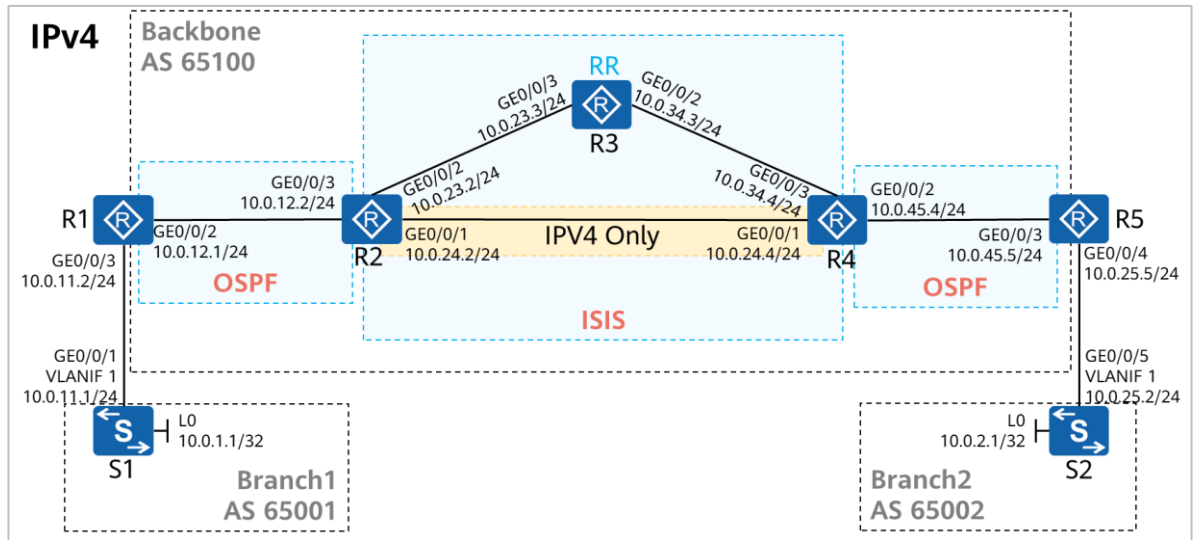 IPv4
Backbone
AS 65100
RR
R
R3
GE0/0/3
10.0.23.3/24
GE0/0/2
10.0.34.3/24
GE0/0/2
10.0.23.2/24
GE0/0/3
10.0.34.4/24
R1
R
GE0/0/2
10.0.12.1/24
GE0/0/3
10.0.12.2/24
OSPF
R
R2
GE0/0/1
10.0.24.2/24
IPV4 Only
GE0/0/1
10.0.24.4/24
R
R4
GE0/0/2
10.0.45.4/24
GE0/0/3
10.0.45.5/24
OSPF
R
R5
ISIS
GE0/0/3
10.0.11.2/24
GE0/0/4
10.0.25.5/24
GE0/0/1
VLANIF 1
10.0.11.1/24
GE0/0/5
VLANIF 1
10.0.25.2/24
S
S1
L0
10.0.1.1/32
Branch1
AS 65001
L0
10.0.2.1/32
S
S2
Branch2
AS 65002